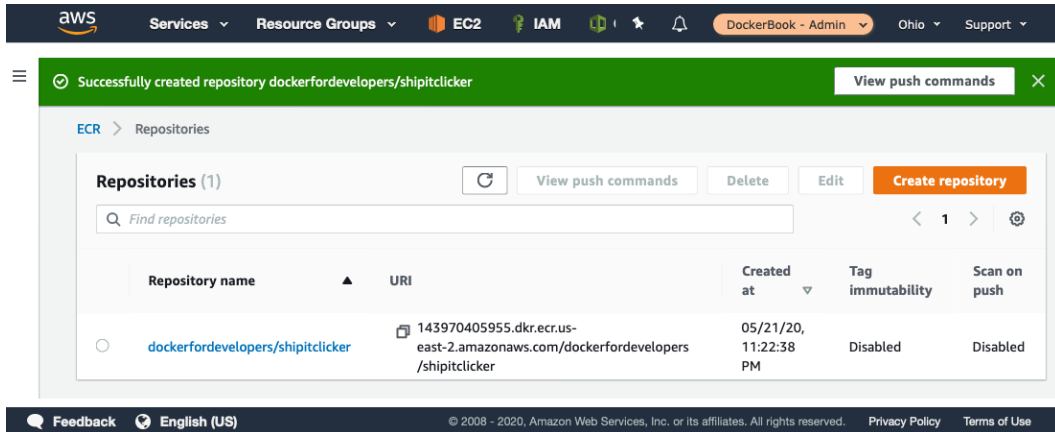 aws Services Resource Groups EC2 IAM DockerBook - Admin Ohio Support
Successfully created repository dockerfordevelopers/shipitclicker View push commands
ECR > Repositories
Repositories (1) View push commands Delete Edit Create repository
Find repositories < 1 >
Repository name URI Created at Tag immutability Scan on push
dockerfordevelopers/shipitclicker
143970405955.dkr.ecr.us-
east-2.amazonaws.com/dockerfordevelopers
/shipitclicker
05/21/20,
11:22:38
PM
Disabled
Disabled
Feedback English (US) © 2008 - 2020, Amazon Web Services, Inc. or its affiliates. All rights reserved. Privacy Policy Terms of Use